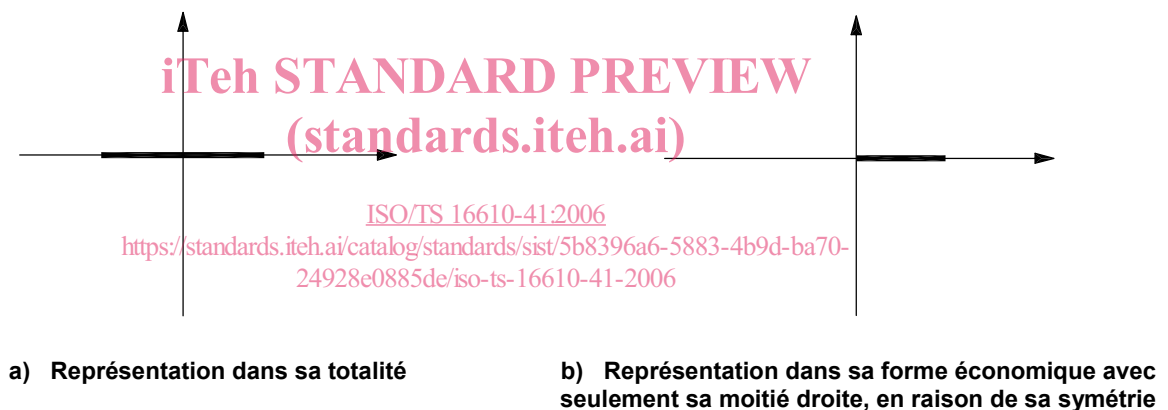 iTeh STANDARD PREVIEW
(standards.iteh.ai)
ISO/TS 16610-41:2006
https://standards.iteh.ai/catalog/standards/sist/5b8396a6-5883-4b9d-ba70-
24928e0885de/iso-ts-16610-41-2006
a) Représentation dans sa totalité
b) Représentation dans sa forme économique avec
seulement sa moitié droite, en raison de sa symétrie